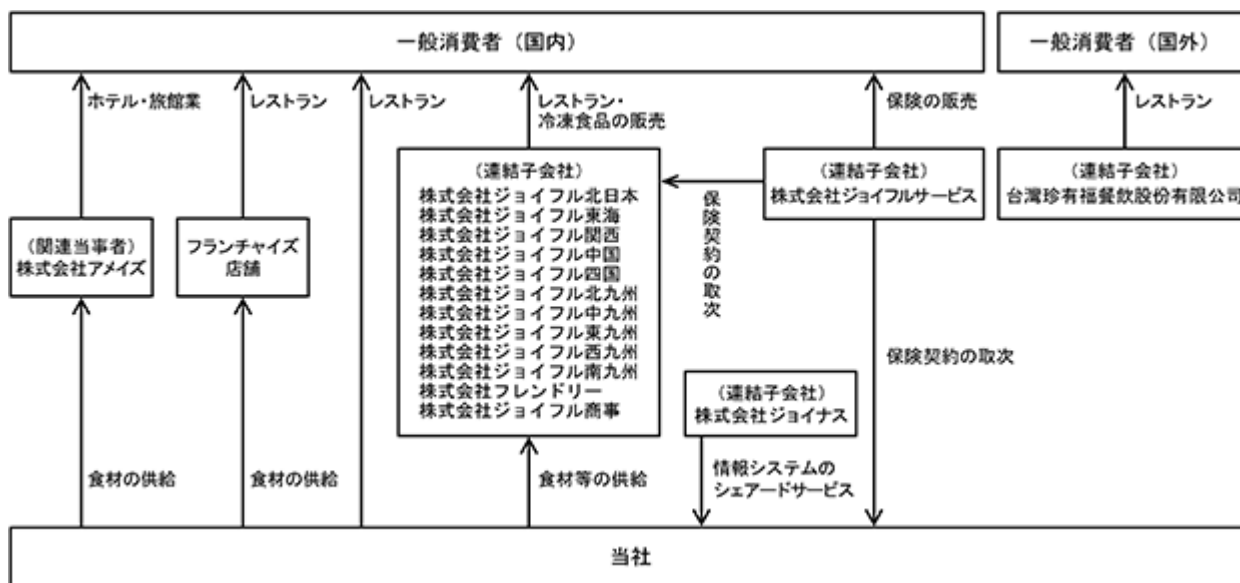 一般消費者（国内）
一般消費者（国外）
ホテル・旅館業
レストラン
レストラン
レストラン・
冷凍食品の販売
保険の販売
レストラン
（連結子会社）
株式会社ジョイフル北日本
株式会社ジョイフル東海
株式会社ジョイフル関西
株式会社ジョイフル中国
株式会社ジョイフル四国
株式会社ジョイフル北九州
株式会社ジョイフル中九州
株式会社ジョイフル東九州
株式会社ジョイフル西九州
株式会社ジョイフル南九州
株式会社フレンドリー
株式会社ジョイフル商事
保険契約の取次
（連結子会社）
株式会社ジョイフルサービス
（連結子会社）
台灣珍有福餐飲股份有限公司
（関連当事者）
株式会社アメイズ
フランチャイズ
店舗
保険契約の取次
（連結子会社）
株式会社ジョイナス
食材の供給
食材の供給
食材等の供給
情報システムの
シェアードサービス
当社